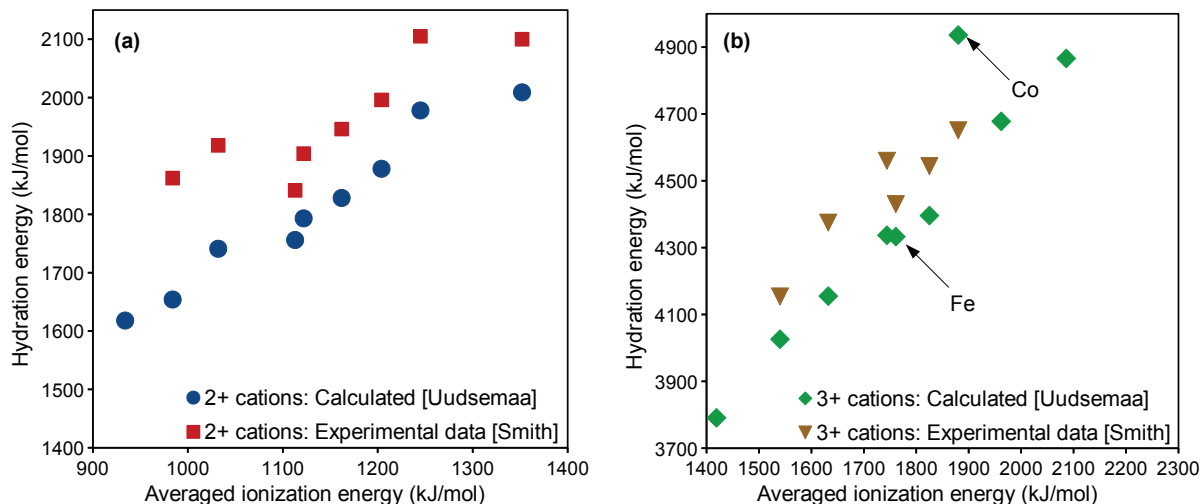 (a)
2100
2000
1900
1800
1700
1600
1500
1400
Hydration energy (kJ/mol)
2+ cations: Calculated [Uudsemaa]
2+ cations: Experimental data [Smith]
900 1000 1100 1200 1300 1400
Averaged ionization energy (kJ/mol)
(b)
4900
4700
4500
4300
4100
3900
3700
Hydration energy (kJ/mol)
Co
Fe
3+ cations: Calculated [Uudsemaa]
3+ cations: Experimental data [Smith]
1400 1500 1600 1700 1800 1900 2000 2100 2200 2300
Averaged ionization energy (kJ/mol)